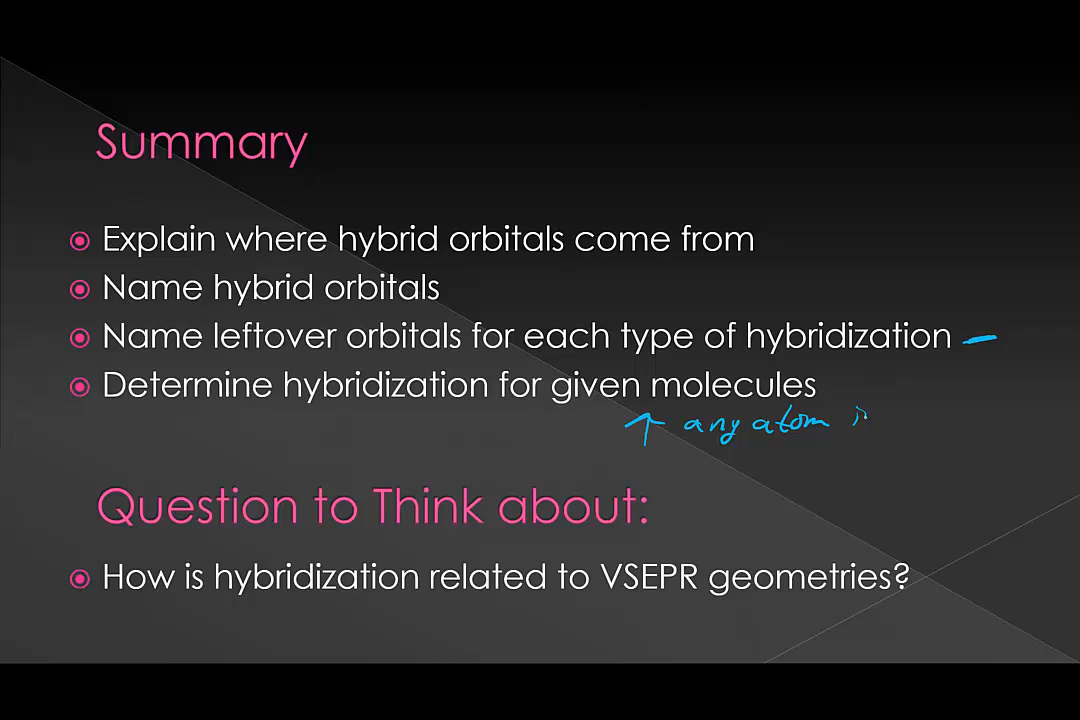 Summary
Explain where hybrid orbitals come from
Name hybrid orbitals
Name leftover orbitals for each type of hybridization
Determine hybridization for given molecules
any atom
Question to Think about:
How is hybridization related to VSEPR geometries?